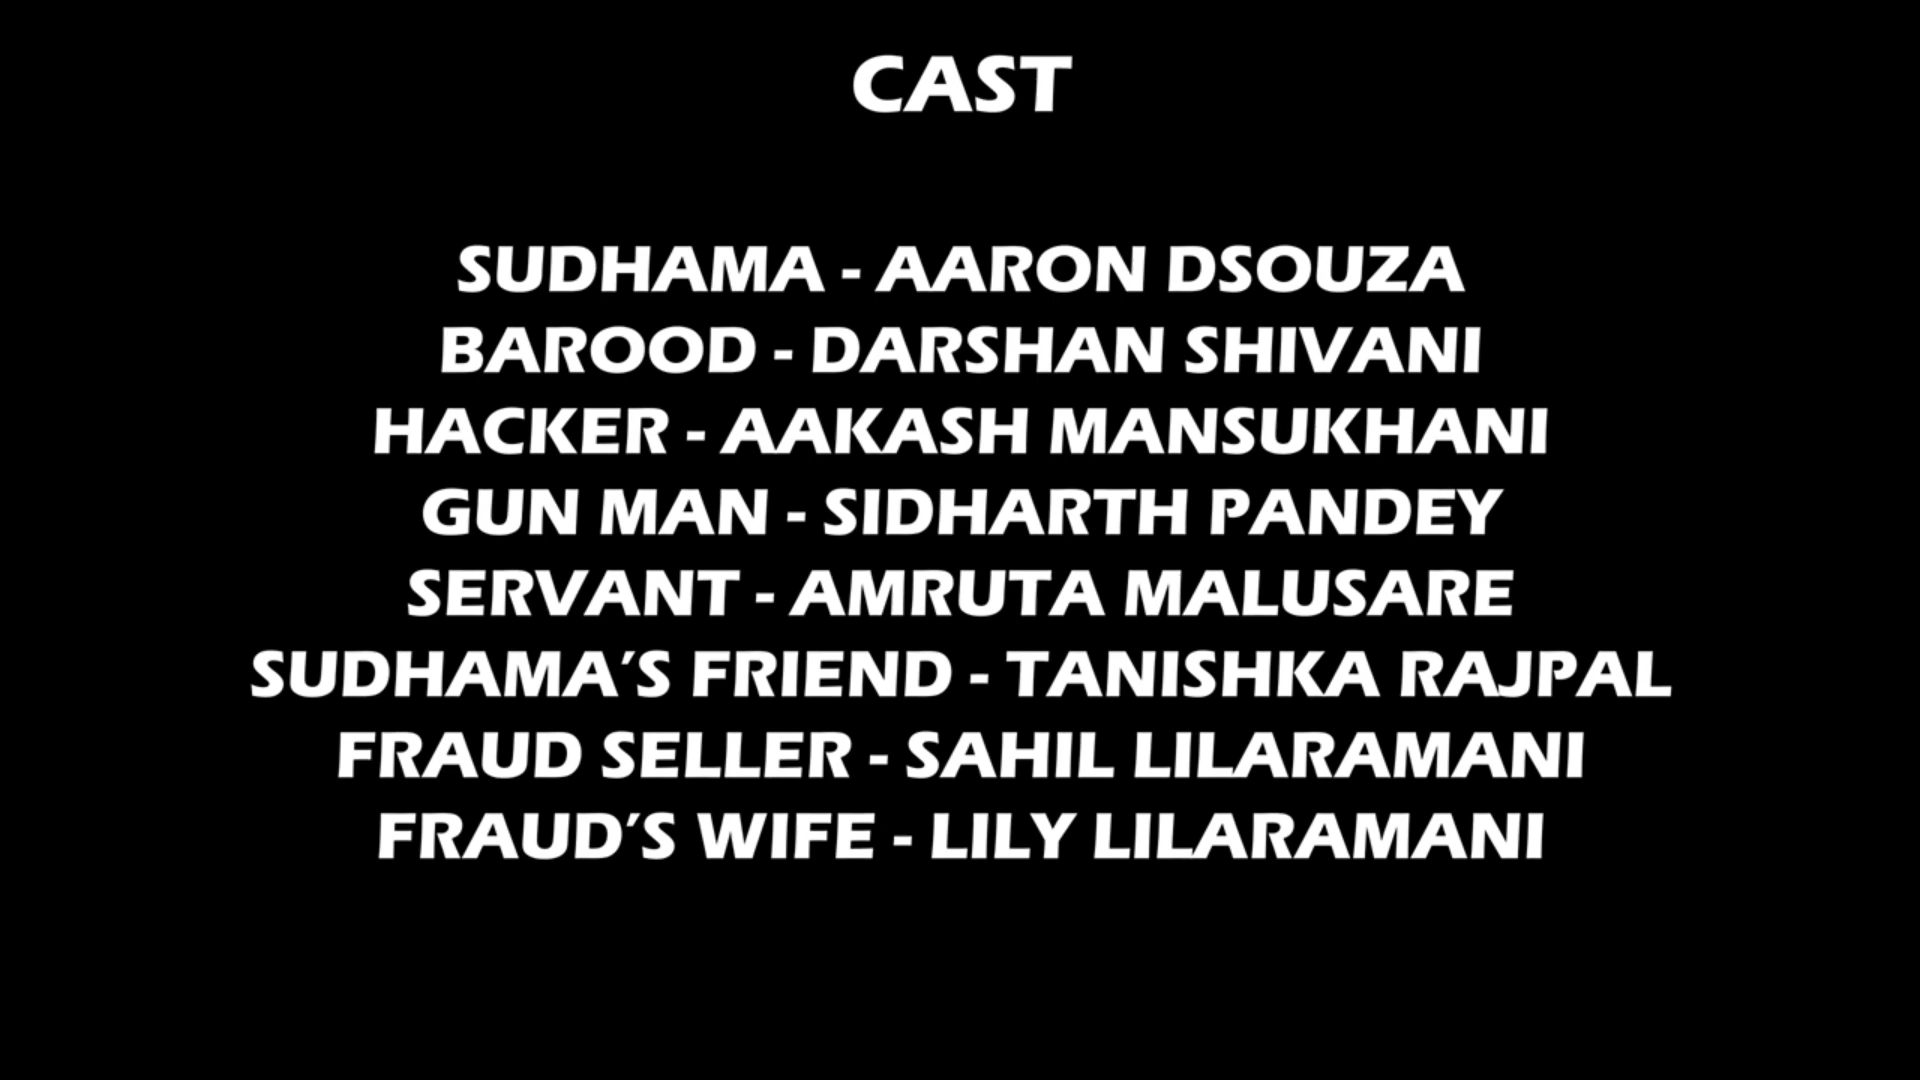 CAST
SUDHAMA - AARON DSOUZA
BAROOD - DARSHAN SHIVANI
HACKER - AAKASH MANSUKHANI
GUN MAN - SIDHARTH PANDEY
SERVANT - AMRUTA MALUSARE
SUDHAMA'S FRIEND - TANISHKA RAJPAL
FRAUD SELLER - SAHIL LILARAMANI
FRAUD'S WIFE - LILY LILARAMANI